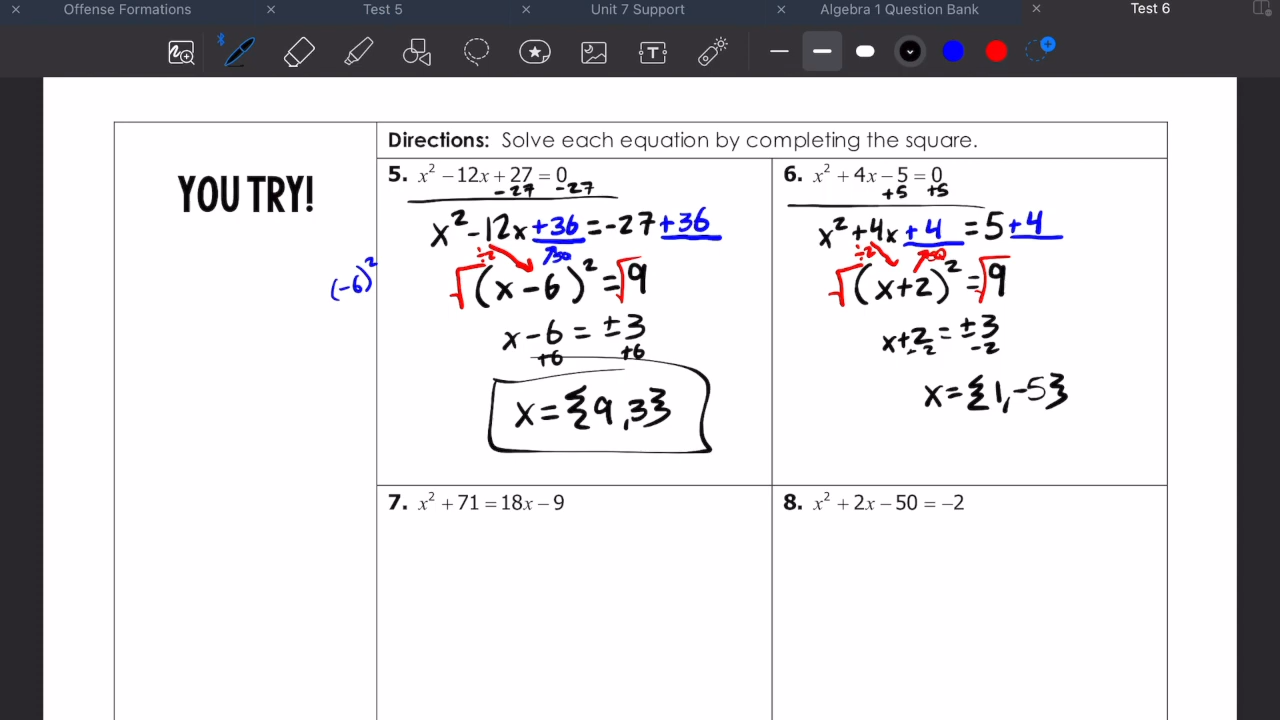 Offense Formations
Test 5
Unit 7 Support
Algebra 1 Question Bank
Test 6
YOU TRY!
Directions: Solve each equation by completing the square.
5. x² − 12x + 27 = 0
−27 −27
x² − 12x + 36 = −27 + 36
÷2
(−6)²
√(x − 6)² = √9
x − 6 = ± 3
+6 +6
x = {9, 3}
6. x² + 4x − 5 = 0
+5 +5
x² + 4x + 4 = 5 + 4
÷2
√(x + 2)² = √9
x + 2 = ± 3
−2 −2
x = {1, −5}
7. x² + 71 = 18x − 9
8. x² + 2x − 50 = −2